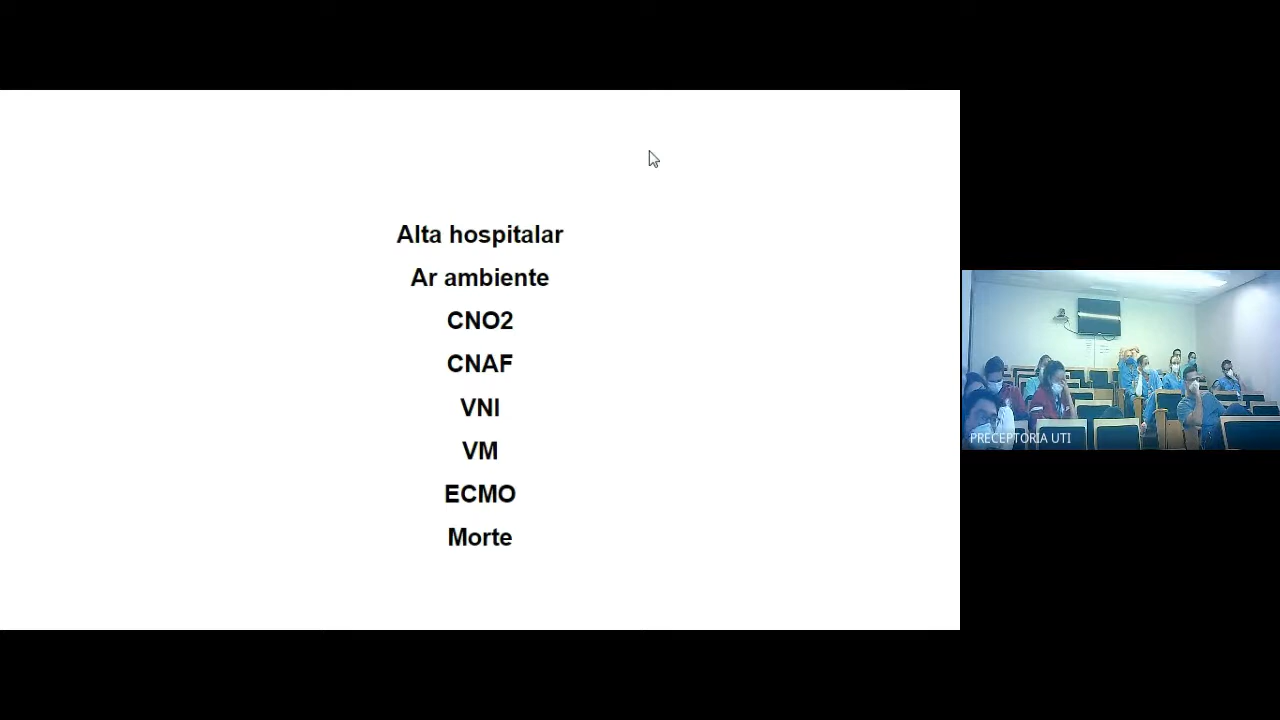 Alta hospitalar
Ar ambiente
CNO2
CNAF
VNI
VM
ECMO
Morte
PRECEPTORIA UTI